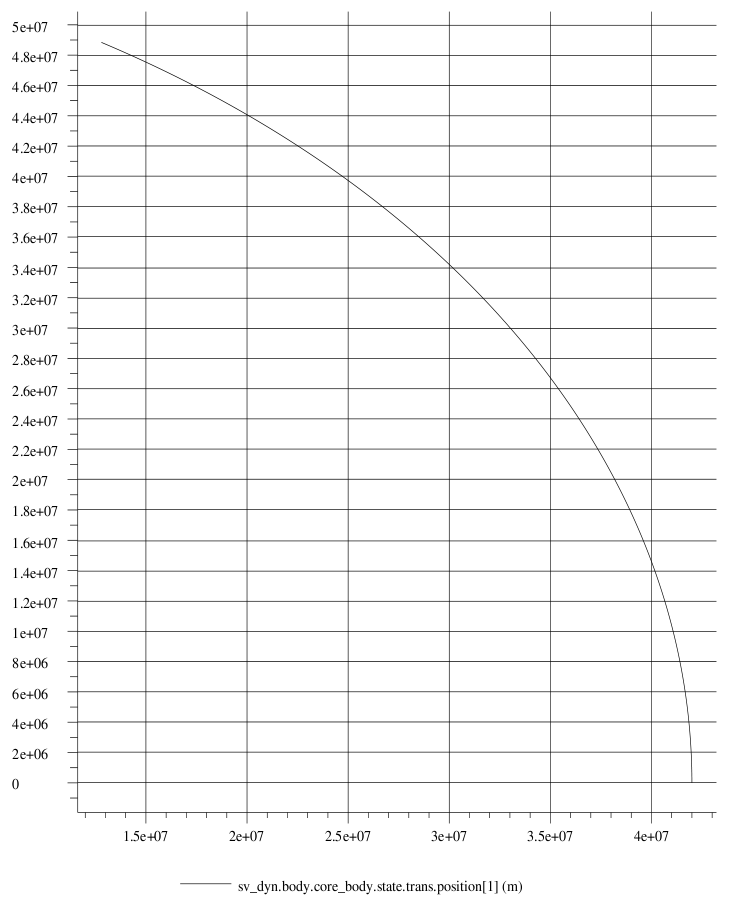 5e+07
4.8e+07
4.6e+07
4.4e+07
4.2e+07
4e+07
3.8e+07
3.6e+07
3.4e+07
3.2e+07
3e+07
2.8e+07
2.6e+07
2.4e+07
2.2e+07
2e+07
1.8e+07
1.6e+07
1.4e+07
1.2e+07
1e+07
8e+06
6e+06
4e+06
2e+06
0
1.5e+07 2e+07 2.5e+07 3e+07 3.5e+07 4e+07
sv_dyn.body.core_body.state.trans.position[1] (m)